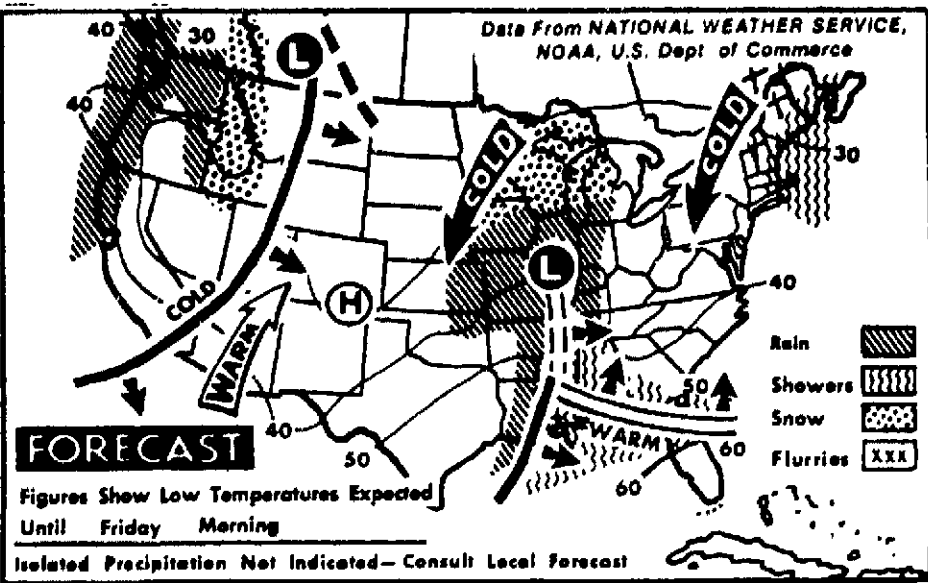 Data From NATIONAL WEATHER SERVICE,
NOAA, U.S. Dept of Commerce
40
30
L
40
COLD
COLD
30
L
COLD
H
40
WARM
Rain
50
Showers
40
WARM
60
Snow
50
60
Flurries
XXX
FORECAST
Figures Show Low Temperatures Expected
Until Friday Morning
Isolated Precipitation Not Indicated— Consult Local Forecast